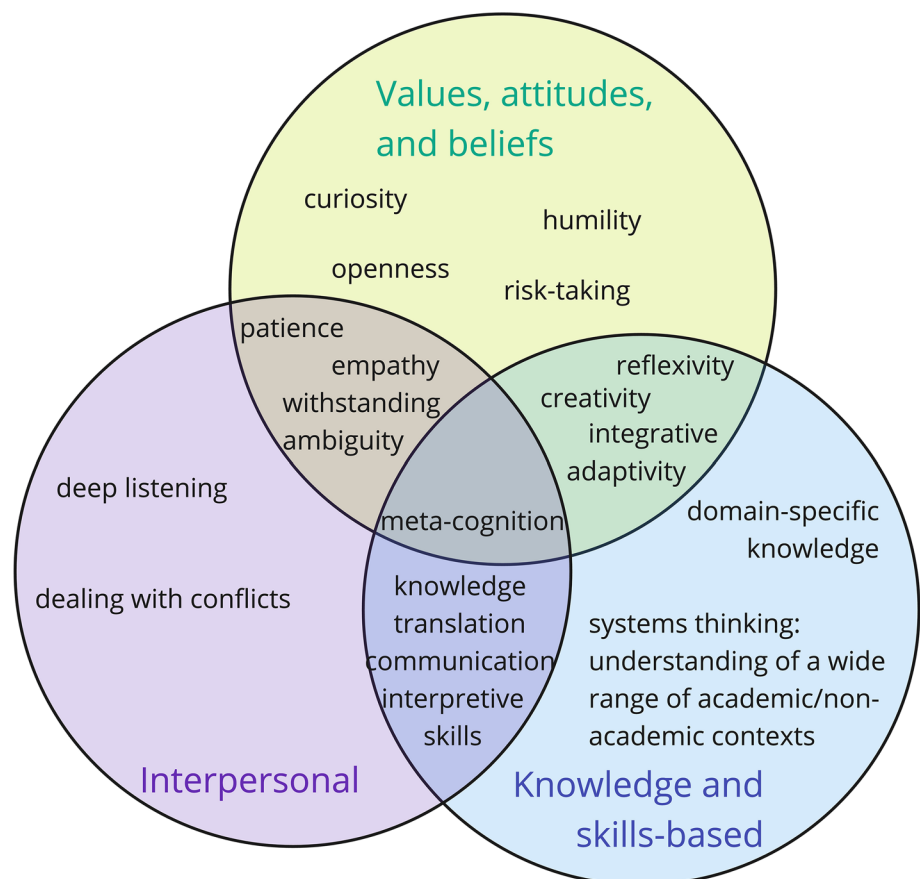 Values, attitudes,
and beliefs
curiosity
humility
openness
risk-taking
patience
empathy
withstanding
ambiguity
reflexivity
creativity
integrative
adaptivity
meta-cognition
deep listening
dealing with conflicts
domain-specific
knowledge
knowledge
translation
communication
interpretive
skills
systems thinking:
understanding of a wide
range of academic/non-
academic contexts
Interpersonal
Knowledge and
skills-based